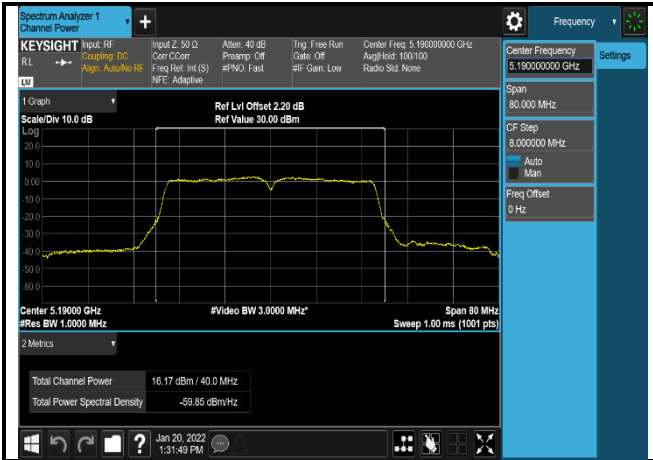 Spectrum Analyzer 1
Channel Power
Frequency
KEYSIGHT
RL
LXI
Input: RF
Coupling: DC
Align: Auto/No RF
Input Z: 50 Ω
Corr CCorr
Freq Ref: Int (S)
NFE: Adaptive
Atten: 40 dB
Preamp: Off
#PNO: Fast
Trig: Free Run
Gate: Off
#IF Gain: Low
Center Freq: 5.190000000 GHz
Avg|Hold: 100/100
Radio Std: None
Center Frequency
5.190000000 GHz
Settings
Span
80.000 MHz
CF Step
8.000000 MHz
Auto
Man
Freq Offset
0 Hz
1 Graph
Scale/Div 10.0 dB
Ref Lvl Offset 2.20 dB
Ref Value 30.00 dBm
Log
20.0
10.0
0.00
-10.0
-20.0
-30.0
-40.0
-50.0
-60.0
Center 5.19000 GHz
#Video BW 3.0000 MHz*
Span 80 MHz
#Res BW 1.0000 MHz
Sweep 1.00 ms (1001 pts)
2 Metrics
Total Channel Power 16.17 dBm / 40.0 MHz
Total Power Spectral Density -59.85 dBm/Hz
?
Jan 20, 2022
1:31:49 PM